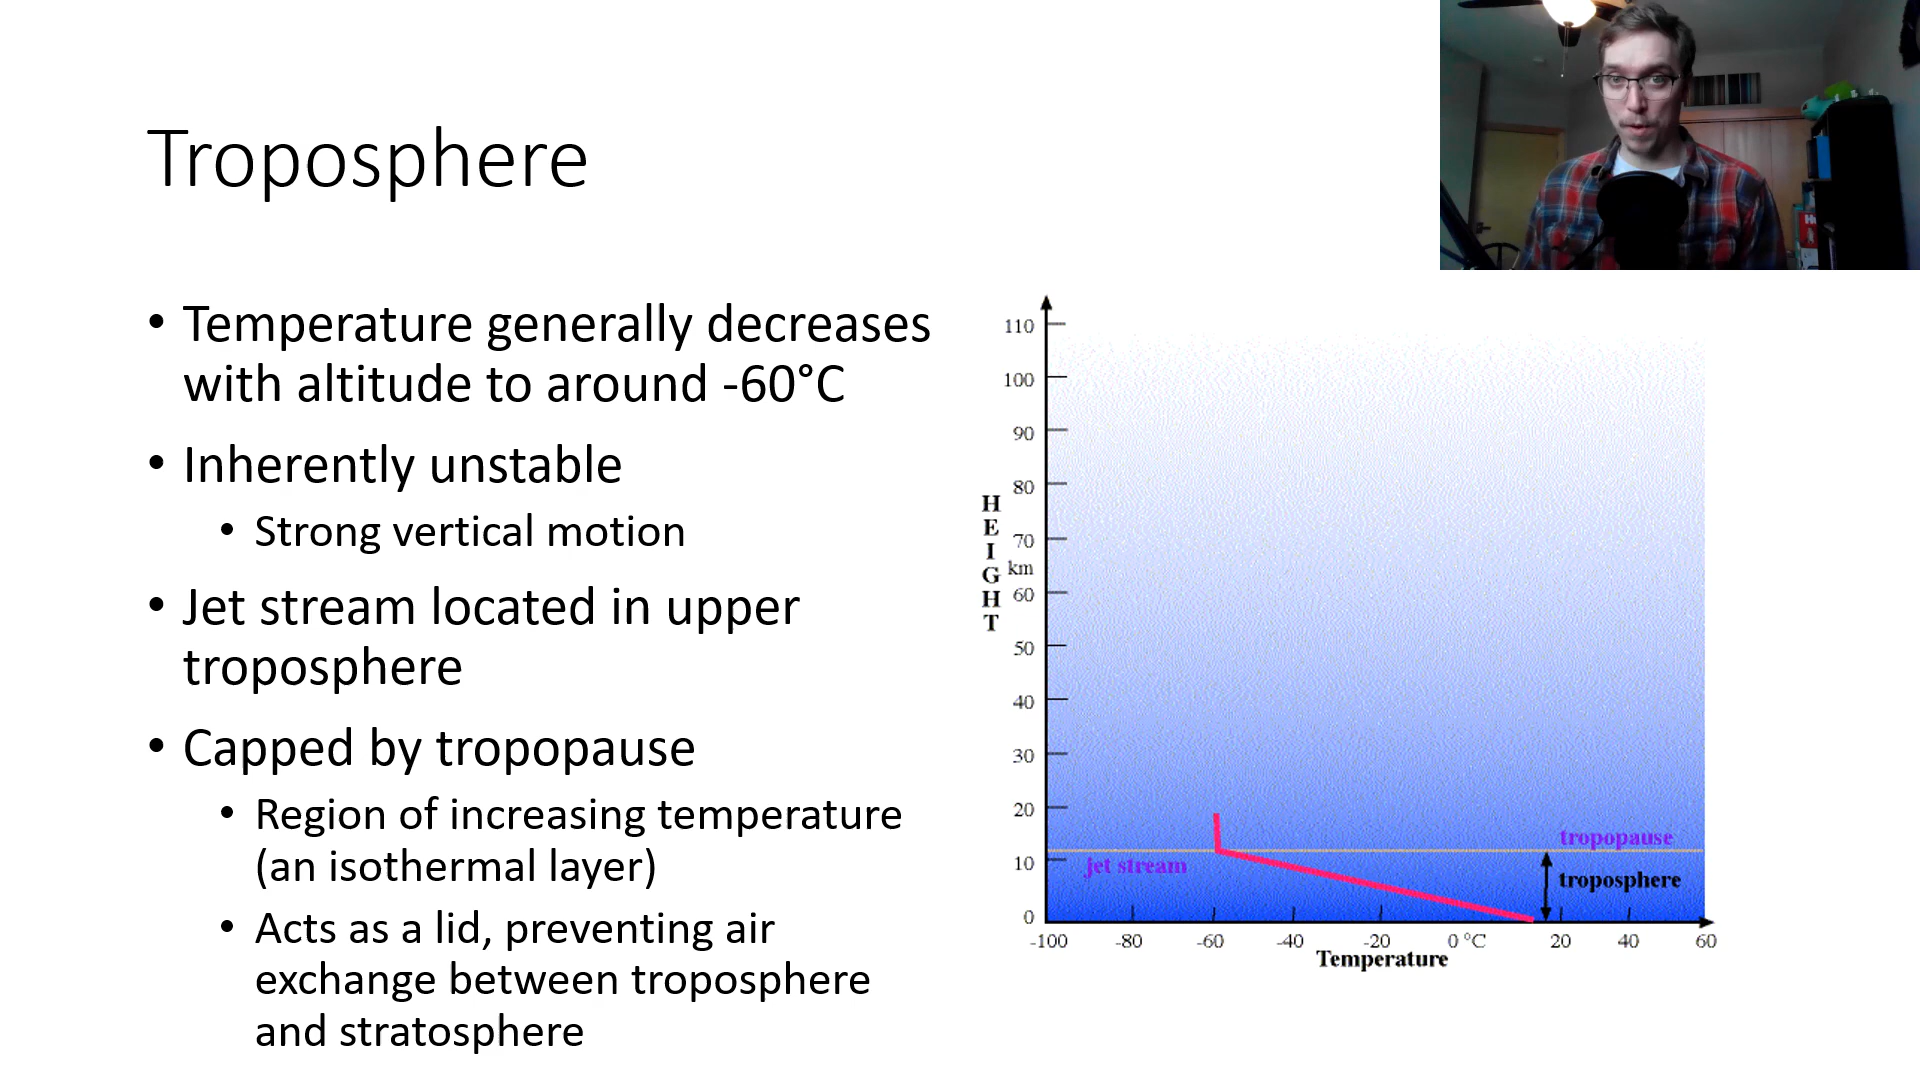 Troposphere
• Temperature generally decreases
with altitude to around -60°C
• Inherently unstable
• Strong vertical motion
• Jet stream located in upper
troposphere
• Capped by tropopause
• Region of increasing temperature
(an isothermal layer)
• Acts as a lid, preventing air
exchange between troposphere
and stratosphere
110
100
90
80
70
km
60
50
40
30
20
10
0
HEIGHT
tropopause
jet stream
troposphere
-100 -80 -60 -40 -20 0 °C 20 40 60
Temperature